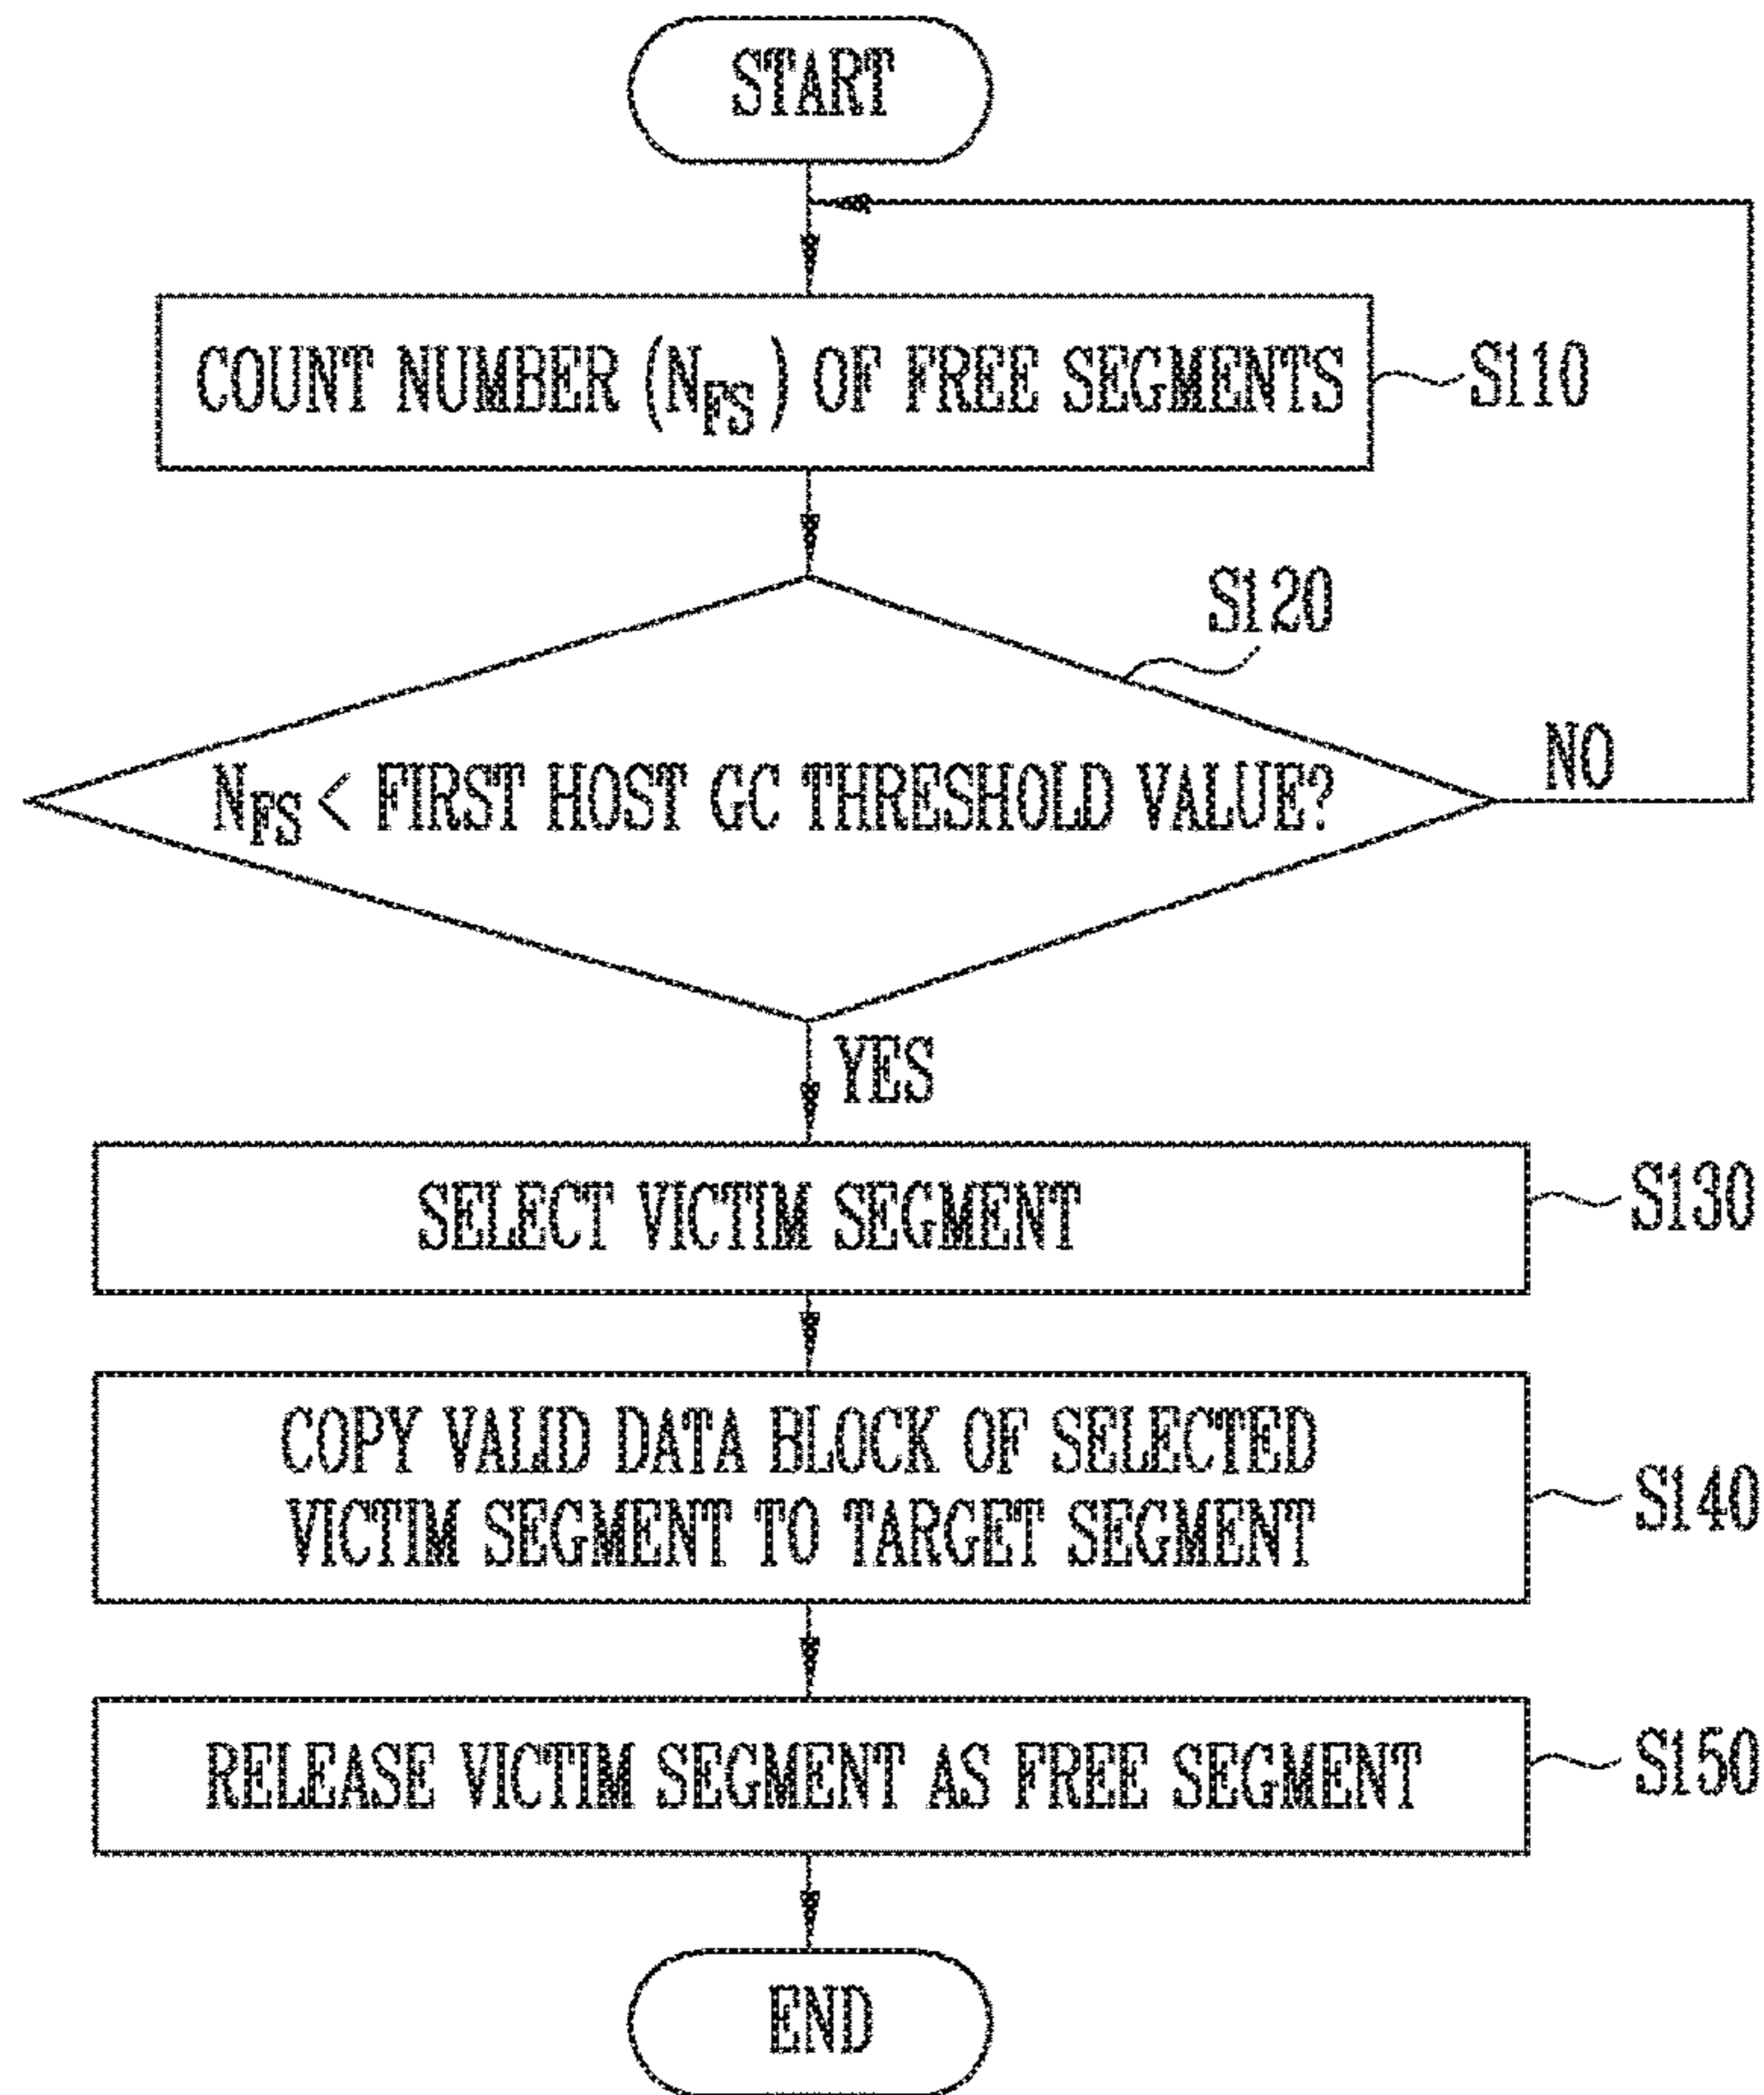 START
COUNT NUMBER (NFS) OF FREE SEGMENTS
S110
S120
NFS < FIRST HOST GC THRESHOLD VALUE?
NO
YES
SELECT VICTIM SEGMENT
S130
COPY VALID DATA BLOCK OF SELECTED
VICTIM SEGMENT TO TARGET SEGMENT
S140
RELEASE VICTIM SEGMENT AS FREE SEGMENT
S150
END